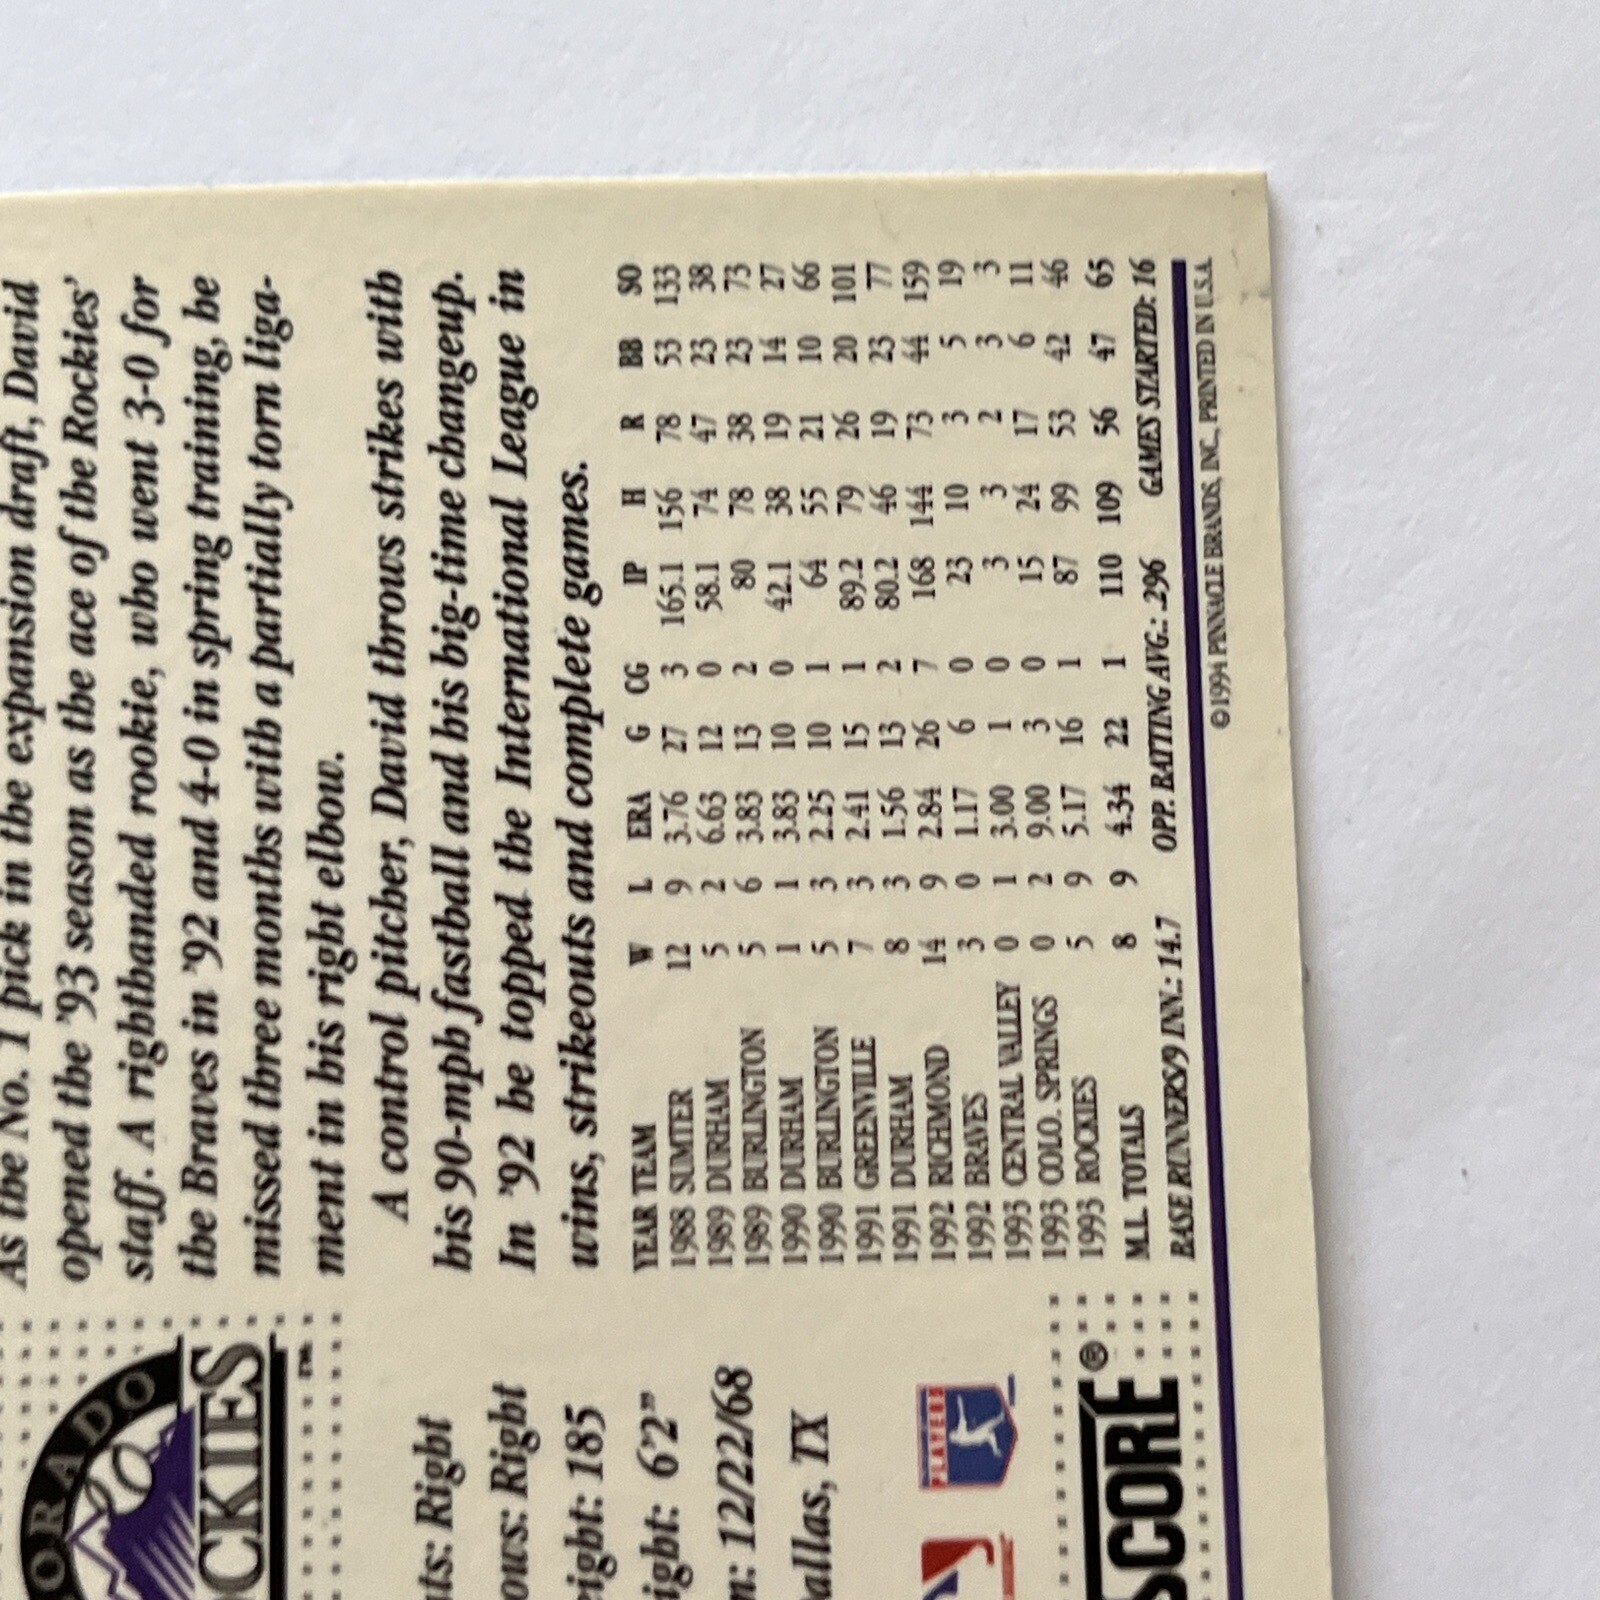 As the No. 1 pick in the expansion draft, David
opened the '93 season as the ace of the Rockies'
staff. A righthanded rookie, who went 3-0 for
the Braves in '92 and 4-0 in spring training, he
missed three months with a partially torn liga-
ment in his right elbow.
A control pitcher, David throws strikes with
his 90-mph fastball and his big-time changeup.
In '92 he topped the International League in
wins, strikeouts and complete games.
YEAR TEAM W L ERA G CG IP H R BB SO
1988 SUMTER 12 9 3.76 27 3 165.1 156 78 53 133
1989 DURHAM 5 2 6.63 12 0 58.1 74 47 23 38
1989 BURLINGTON 5 6 3.83 13 2 80 78 38 23 73
1990 DURHAM 1 1 3.83 10 0 42.1 38 19 14 27
1990 BURLINGTON 5 3 2.25 10 1 64 55 21 10 66
1991 GREENVILLE 7 3 2.41 15 1 89.2 79 26 20 101
1991 DURHAM 8 3 1.56 13 2 80.2 46 19 23 77
1992 RICHMOND 14 9 2.84 26 7 168 144 73 44 159
1992 BRAVES 3 0 1.17 6 0 23 10 3 5 19
1993 CENTRAL VALLEY 0 1 3.00 1 0 3 3 2 3 3
1993 COLO. SPRINGS 0 2 9.00 3 0 15 24 17 6 11
1993 ROCKIES 5 9 5.17 16 1 87 99 53 42 46
M.L. TOTALS 8 9 4.34 22 1 110 109 56 47 65
BASE RUNNERS/9 INN.: 14.7 OPP. BATTING AVG.: .296 GAMES STARTED: 16
©1994 PINNACLE BRANDS, INC., PRINTED IN U.S.A.
ORADO
OCKIES™
ats: Right
ows: Right
eight: 185
ight: 6'2"
n: 12/22/68
allas, TX
PLAYERS
SCORE®